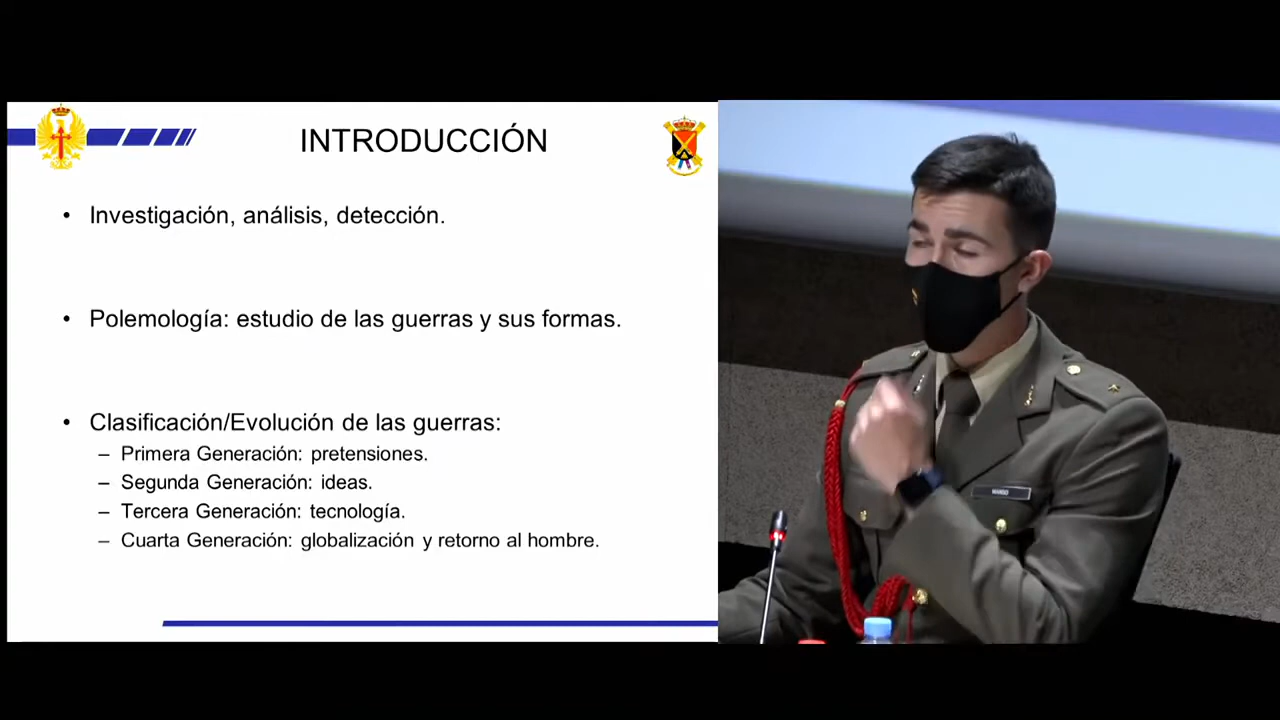 INTRODUCCIÓN
• Investigación, análisis, detección.
• Polemología: estudio de las guerras y sus formas.
• Clasificación/Evolución de las guerras:
– Primera Generación: pretensiones.
– Segunda Generación: ideas.
– Tercera Generación: tecnología.
– Cuarta Generación: globalización y retorno al hombre.